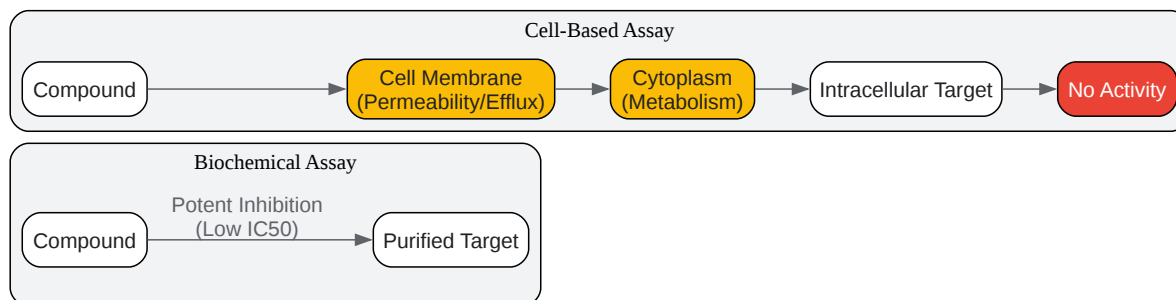 Cell-Based Assay
Compound
Cell Membrane
(Permeability/Efflux)
Cytoplasm
(Metabolism)
Intracellular Target
No Activity
Biochemical Assay
Compound
Potent Inhibition
(Low IC50)
Purified Target